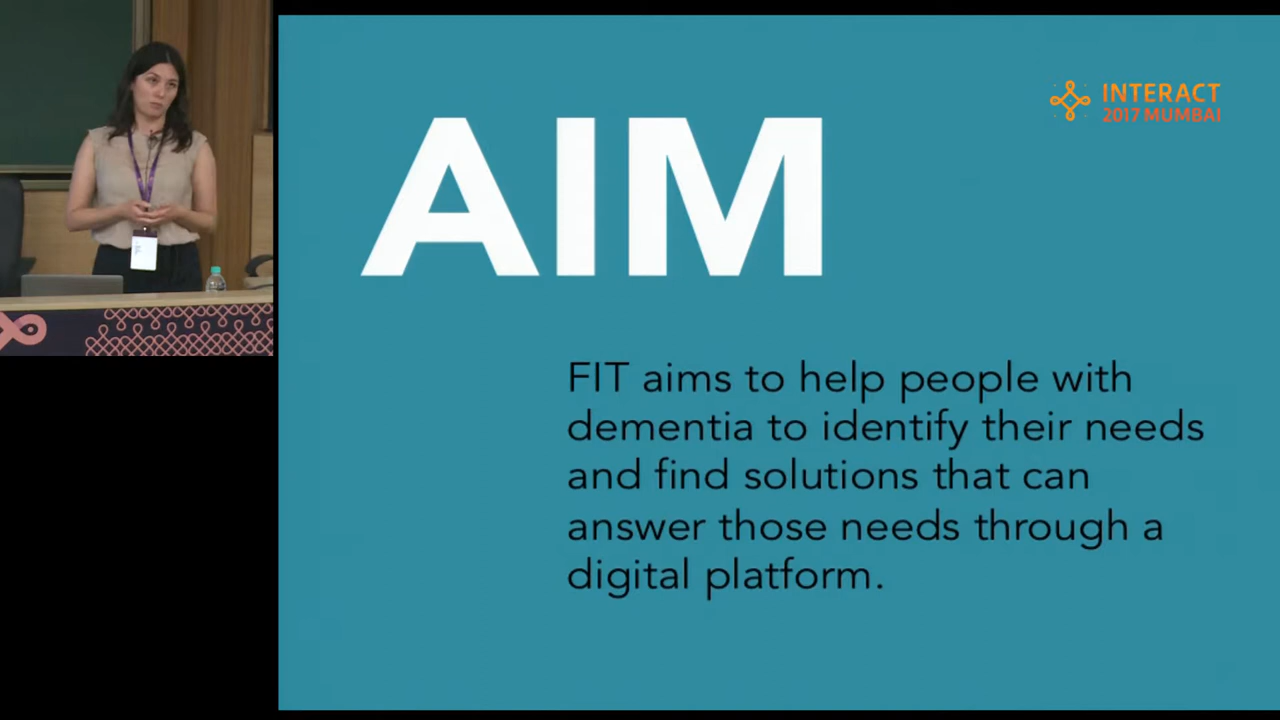 INTERACT
2017 MUMBAI
AIM
FIT aims to help people with
dementia to identify their needs
and find solutions that can
answer those needs through a
digital platform.